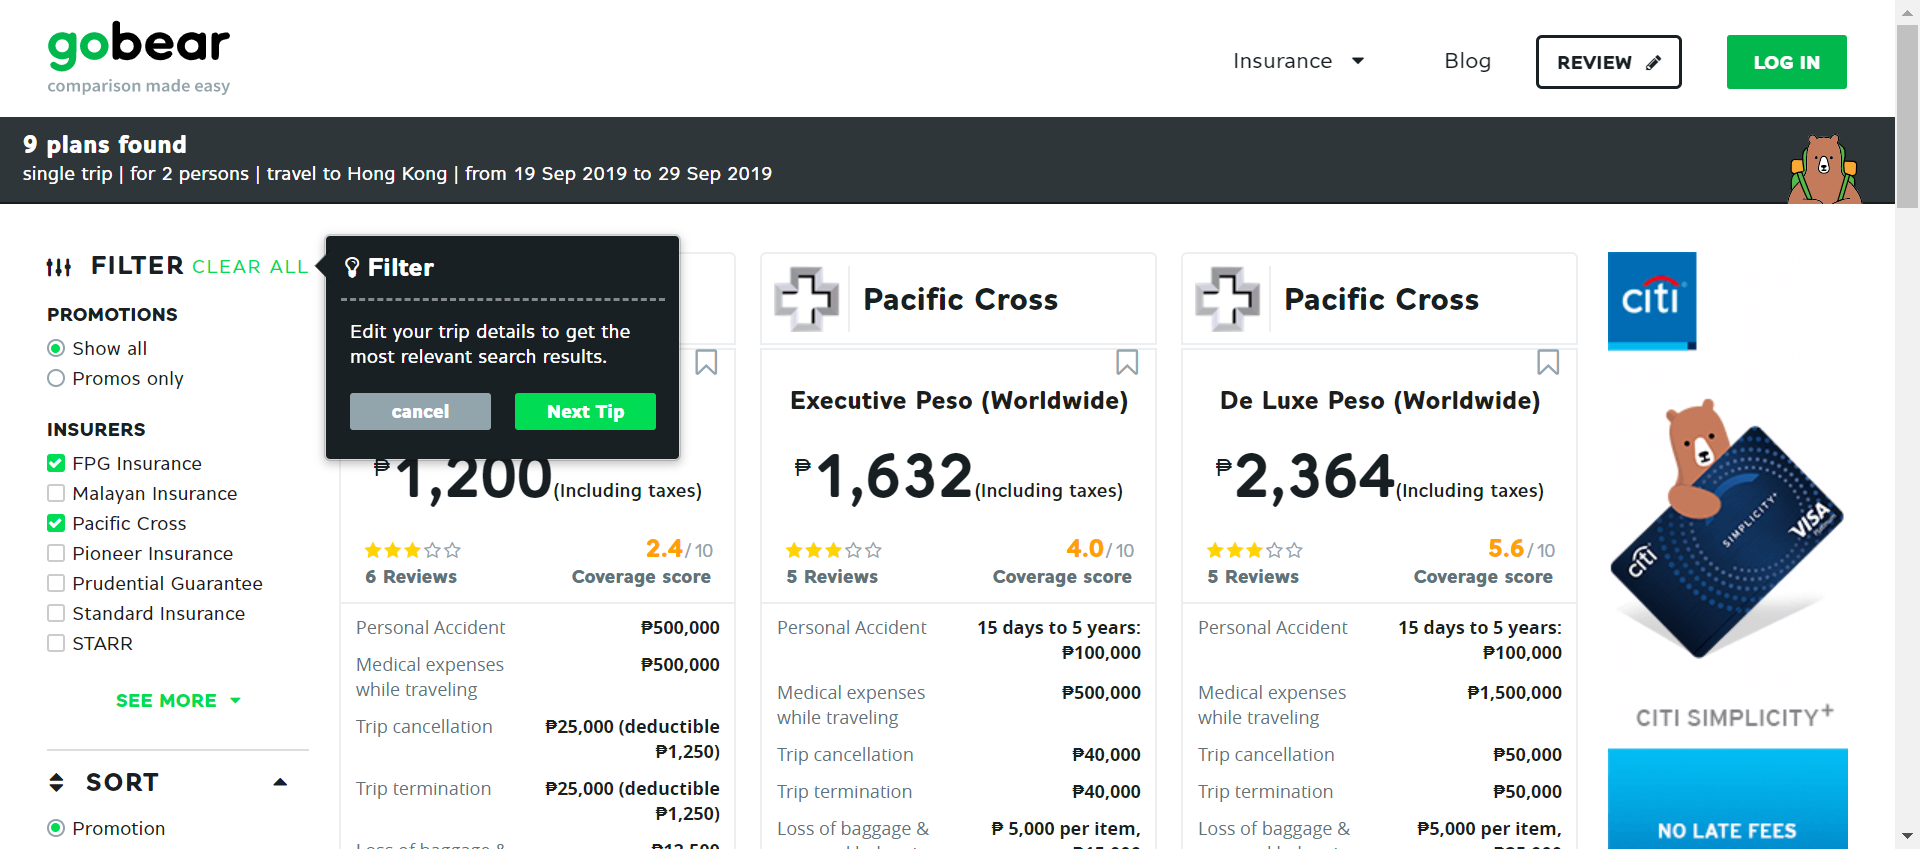 gobear
comparison made easy
Insurance
Blog
REVIEW
LOG IN
9 plans found
single trip | for 2 persons | travel to Hong Kong | from 19 Sep 2019 to 29 Sep 2019
FILTER CLEAR ALL
PROMOTIONS
Show all
Promos only
INSURERS
FPG Insurance
Malayan Insurance
Pacific Cross
Pioneer Insurance
Prudential Guarantee
Standard Insurance
STARR
SEE MORE
SORT
Promotion
Filter
Edit your trip details to get the
most relevant search results.
cancel
Next Tip
₱1,200 (Including taxes)
2.4/10
6 Reviews
Coverage score
Personal Accident
₱500,000
Medical expenses
while traveling
₱500,000
Trip cancellation
₱25,000 (deductible
₱1,250)
Trip termination
₱25,000 (deductible
₱1,250)
Pacific Cross
Executive Peso (Worldwide)
₱1,632 (Including taxes)
4.0/10
5 Reviews
Coverage score
Personal Accident
15 days to 5 years:
₱100,000
Medical expenses
while traveling
₱500,000
Trip cancellation
₱40,000
Trip termination
₱40,000
Loss of baggage &
₱ 5,000 per item,
Pacific Cross
De Luxe Peso (Worldwide)
₱2,364 (Including taxes)
5.6/10
5 Reviews
Coverage score
Personal Accident
15 days to 5 years:
₱100,000
Medical expenses
while traveling
₱1,500,000
Trip cancellation
₱50,000
Trip termination
₱50,000
Loss of baggage &
₱5,000 per item,
citi
citi
SIMPLICITY+
VISA
CITI SIMPLICITY+
NO LATE FEES